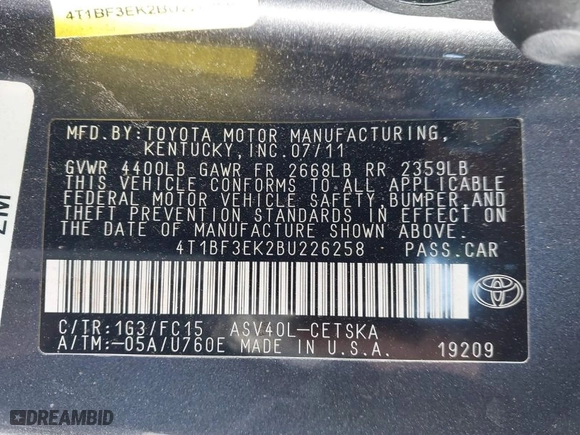 4T1BF3EK2BU
MFD.BY:TOYOTA MOTOR MANUFACTURING,
KENTUCKY,INC.07/11
GVWR 4400LB GAWR FR 2668LB RR 2359LB
THIS VEHICLE CONFORMS TO ALL APPLICABLE
FEDERAL MOTOR VEHICLE SAFETY,BUMPER,AND
THEFT PREVENTION STANDARDS IN EFFECT ON
THE DATE OF MANUFACTURE SHOWN ABOVE.
4T1BF3EK2BU226258 PASS.CAR
C/TR:1G3/FC15 ASV40L-CETSKA
A/TM:-05A/U760E MADE IN U.S.A. 19209
DREAMBID